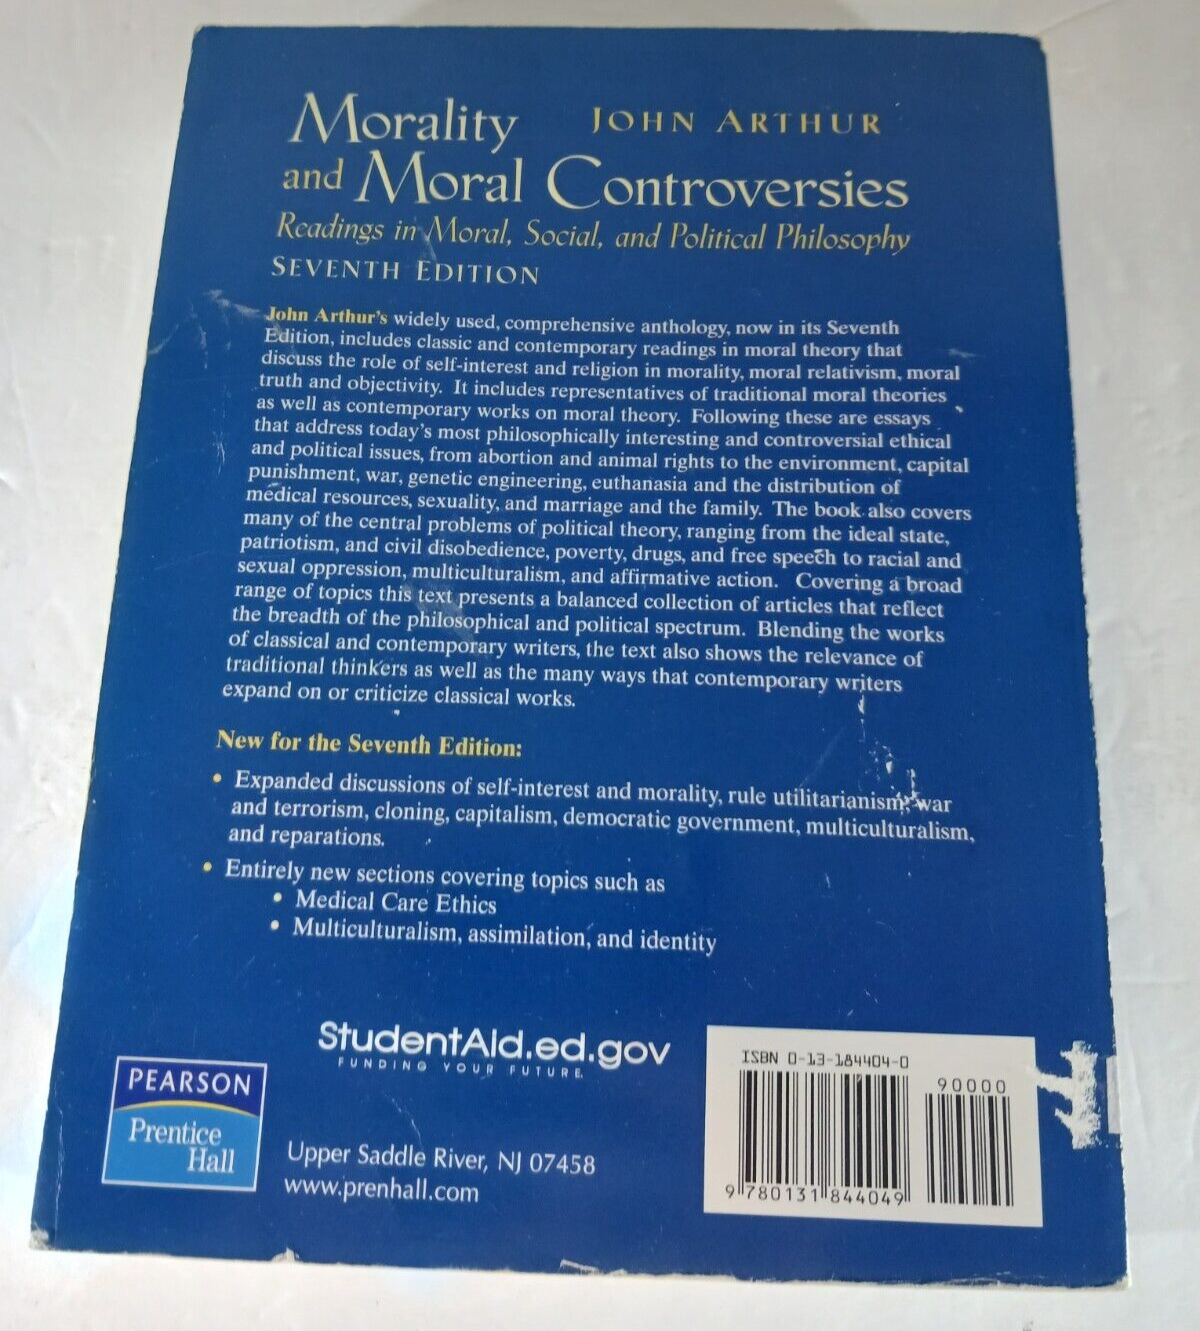 Morality JOHN ARTHUR
and Moral Controversies
Readings in Moral, Social, and Political Philosophy
SEVENTH EDITION
John Arthur's widely used, comprehensive anthology, now in its Seventh
Edition, includes classic and contemporary readings in moral theory that
discuss the role of self-interest and religion in morality, moral relativism, moral
truth and objectivity. It includes representatives of traditional moral theories
as well as contemporary works on moral theory. Following these are essays
that address today's most philosophically interesting and controversial ethical
and political issues, from abortion and animal rights to the environment, capital
punishment, war, genetic engineering, euthanasia and the distribution of
medical resources, sexuality, and marriage and the family. The book also covers
many of the central problems of political theory, ranging from the ideal state,
patriotism, and civil disobedience, poverty, drugs, and free speech to racial and
sexual oppression, multiculturalism, and affirmative action. Covering a broad
range of topics this text presents a balanced collection of articles that reflect
the breadth of the philosophical and political spectrum. Blending the works
of classical and contemporary writers, the text also shows the relevance of
traditional thinkers as well as the many ways that contemporary writers
expand on or criticize classical works.
New for the Seventh Edition:
• Expanded discussions of self-interest and morality, rule utilitarianism, war
and terrorism, cloning, capitalism, democratic government, multiculturalism,
and reparations.
• Entirely new sections covering topics such as
• Medical Care Ethics
• Multiculturalism, assimilation, and identity
StudentAid.ed.gov
FUNDING YOUR FUTURE.
PEARSON
Prentice
Hall
Upper Saddle River, NJ 07458
www.prenhall.com
ISBN 0-13-184404-0
90000
9 780131 844049